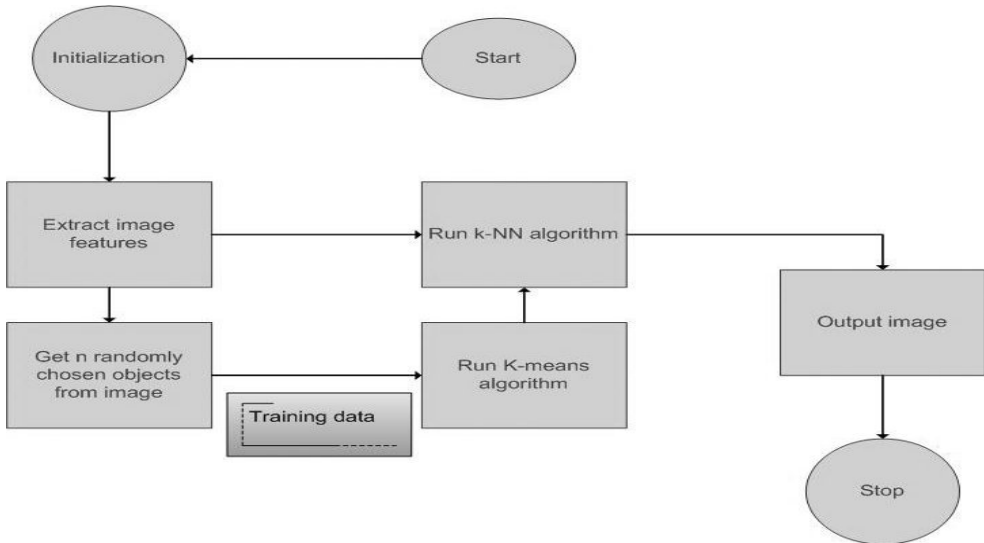 Initialization
Start
Extract image
features
Run k-NN algorithm
Output image
Get n randomly
chosen objects
from image
Run K-means
algorithm
Training data
Stop